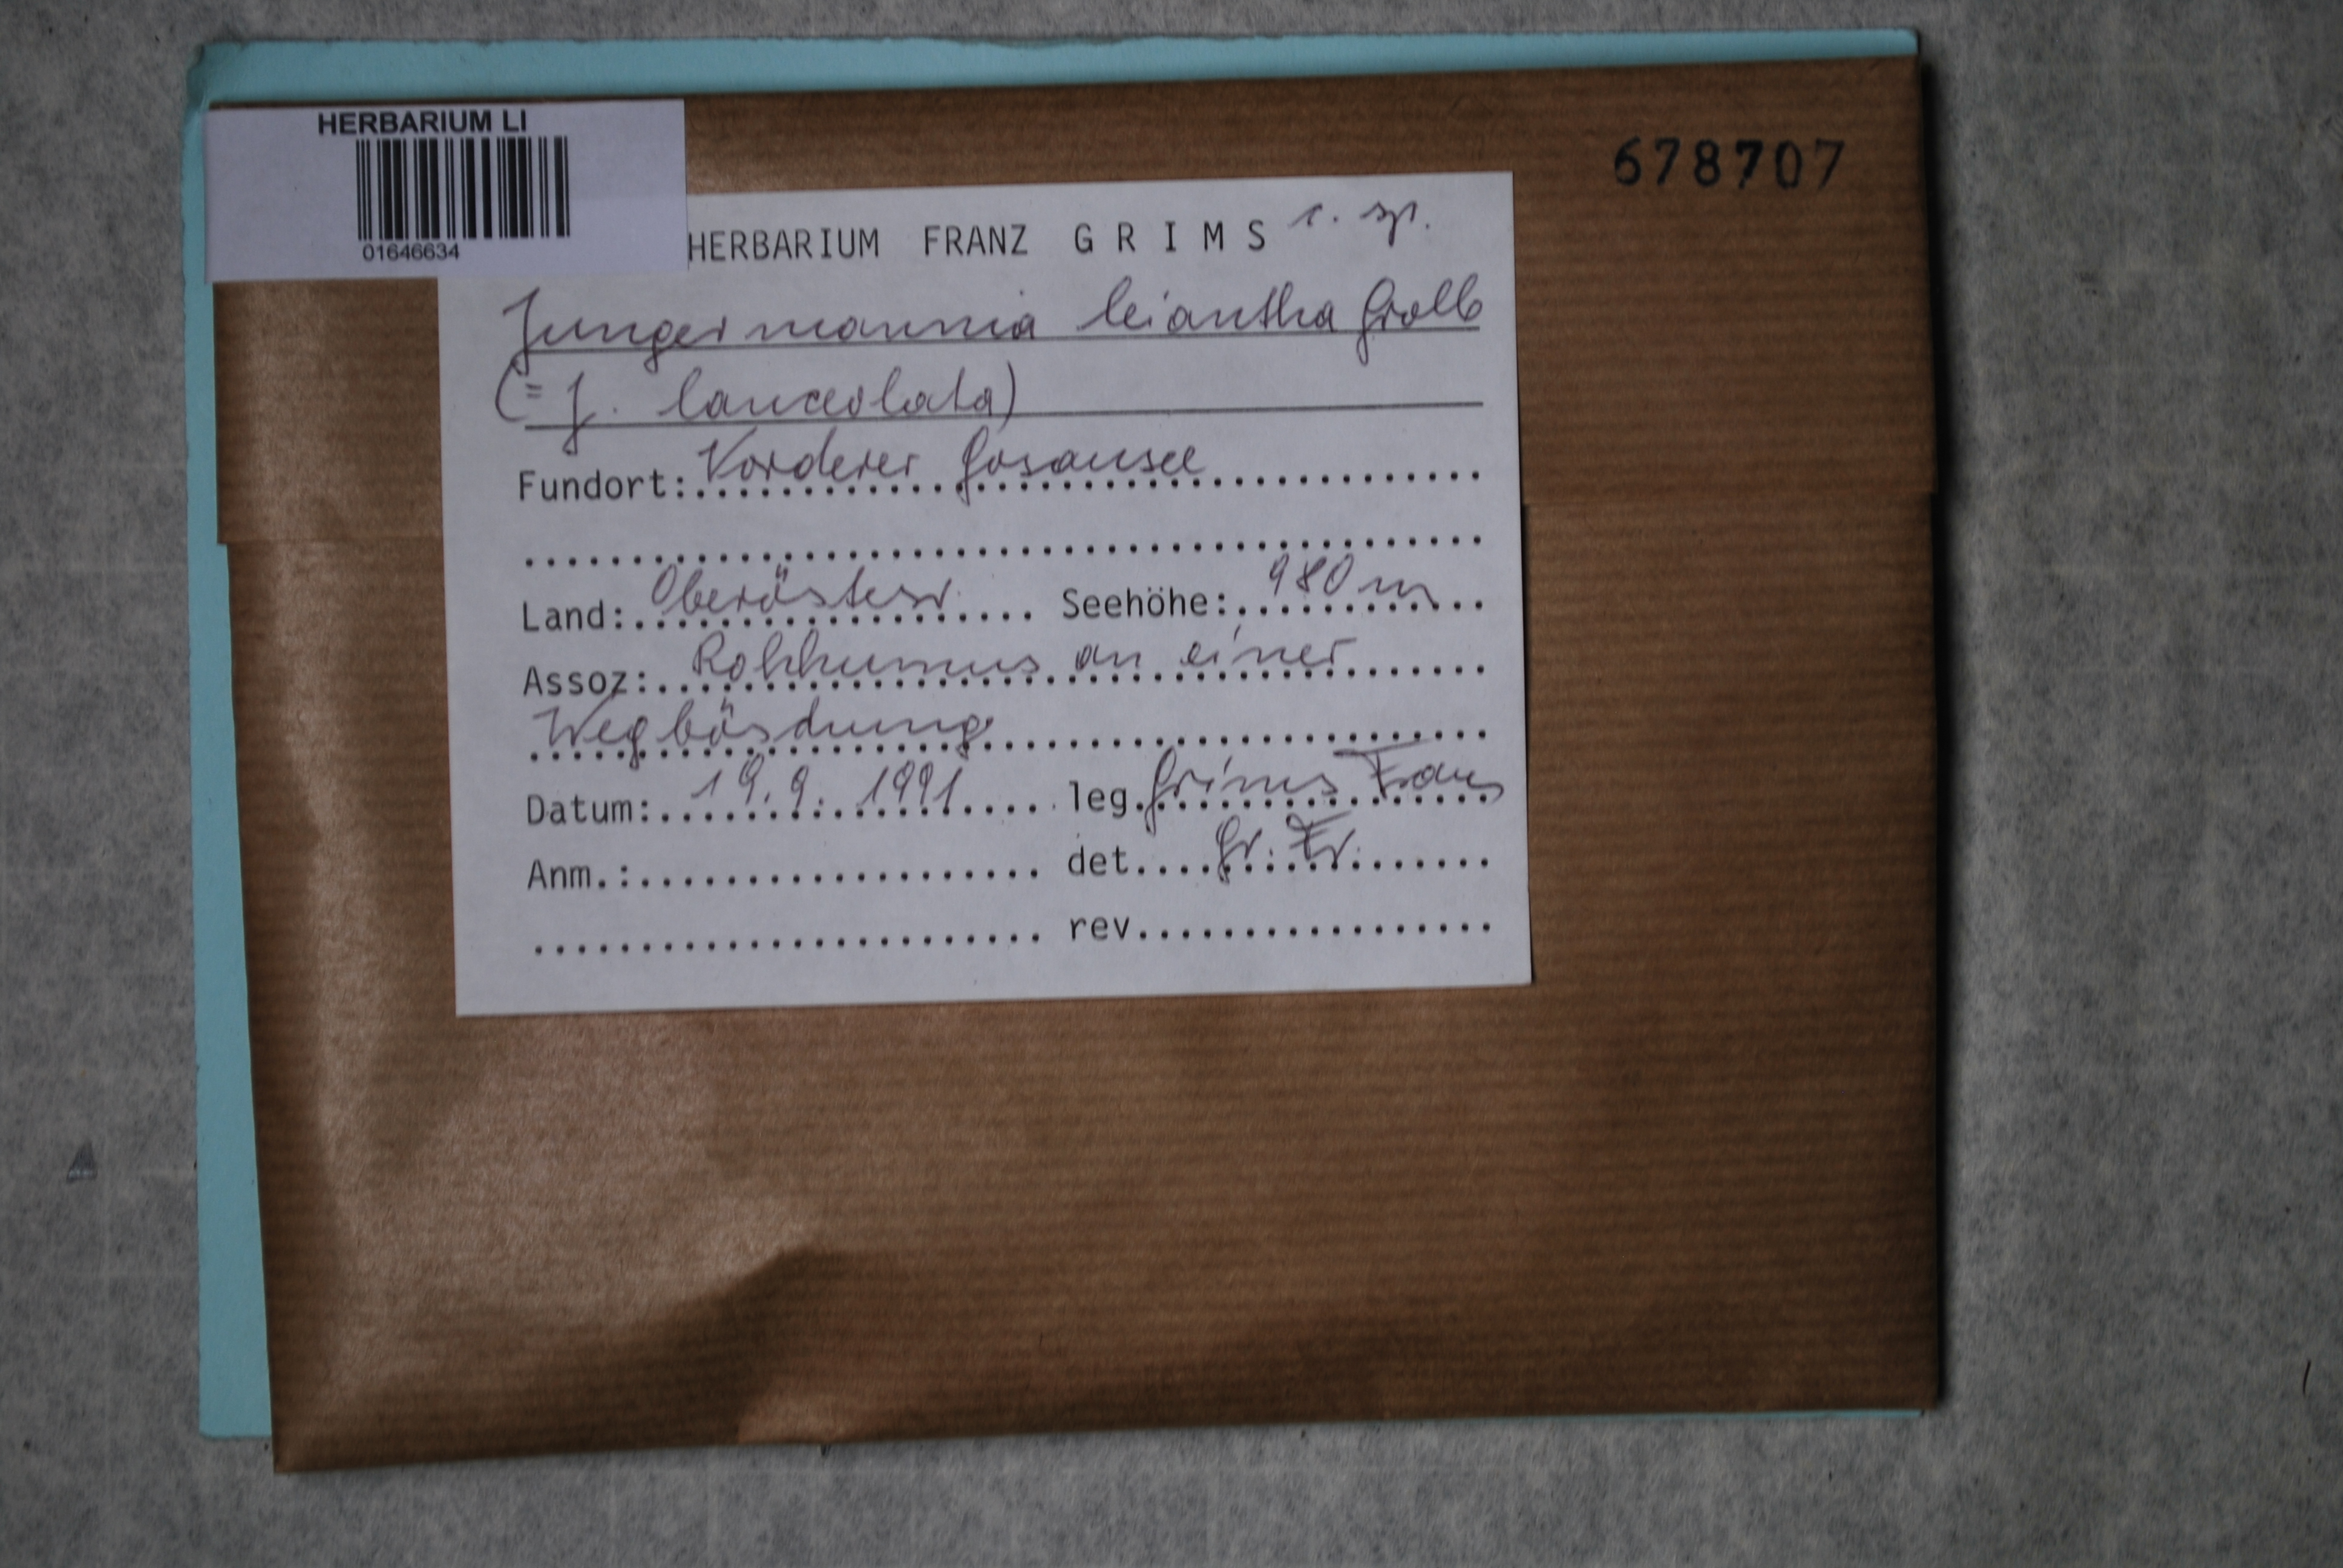 HERBARIUM LI
01646634
678707
HERBARIUM FRANZ G R I M S c. sp.
Jungermannia leiantha Grolle
(= J. lanceolata)
Fundort: Vorderer Gosausee
Land: Oberösterr. Seehöhe: 980 m
Assoz: Rohhumus an einer
Wegböschung
Datum: 19. 9. 1991 leg. Grims Franz
Anm.: det. Gr. Fr.
rev.